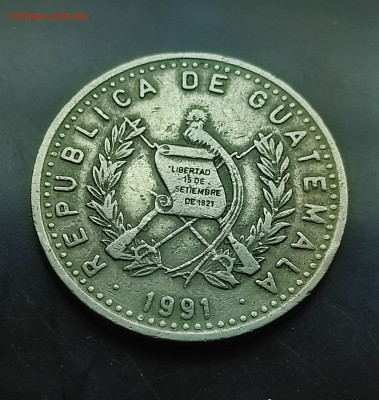 REPUBLICA DE GUATEMALA
LIBERTAD
15 DE
SETIEMBRE
DE 1821
· 1991 ·